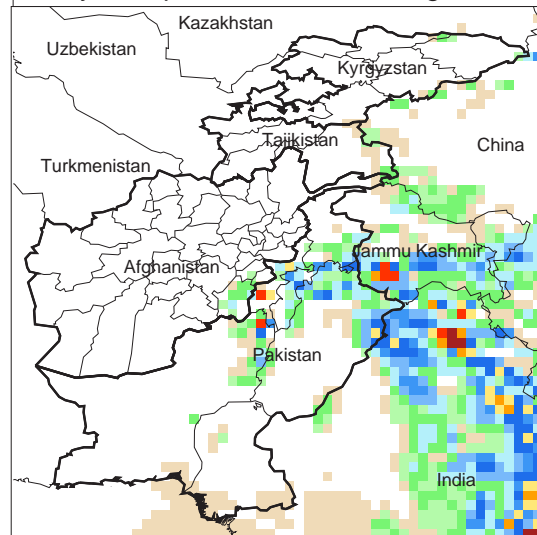 Kazakhstan
Uzbekistan
Kyrgyzstan
Tajikistan
China
Turkmenistan
Jammu Kashmir
Afghanistan
Pakistan
India